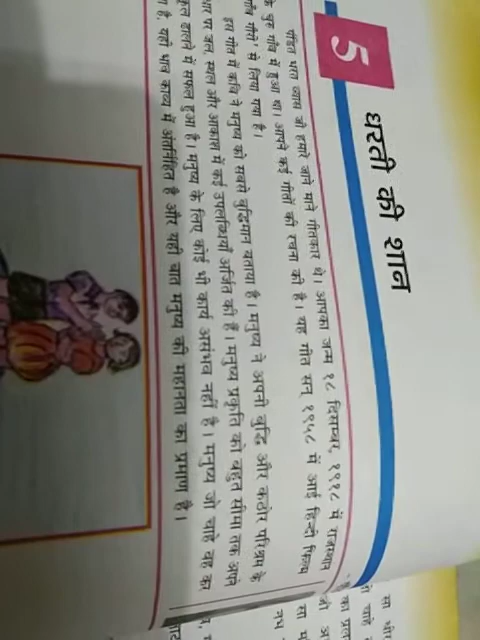 5
धरती की शान
पंडित भरत व्यास जी हमारे जाने माने गीतकार थे। आपका जन्म १८ दिसम्बर, १९१८ में राजस्थान
के चुरु गाँव में हुआ था। आपने कई गीतों की रचना की है। यह गीत सन् १९५८ में आई हिन्दी फिल्म
गौरी' से लिया गया है।
इस गीत में कवि ने मनुष्य को सबसे बुद्धिमान बताया है। मनुष्य ने अपनी बुद्धि और कठोर परिश्रम के
पर जल, स्थल और आकाश में कई उपलब्धियाँ अर्जित की हैं। मनुष्य प्रकृति को बहुत सीमा तक अपने
ढालने में सफल हुआ है। मनुष्य के लिए कोई भी कार्य असंभव नहीं है। मनुष्य जो चाहे वह कर
है, यही भाव काव्य में अंतर्निहित है और यही बात मनुष्य की महानता का प्रमाण है।